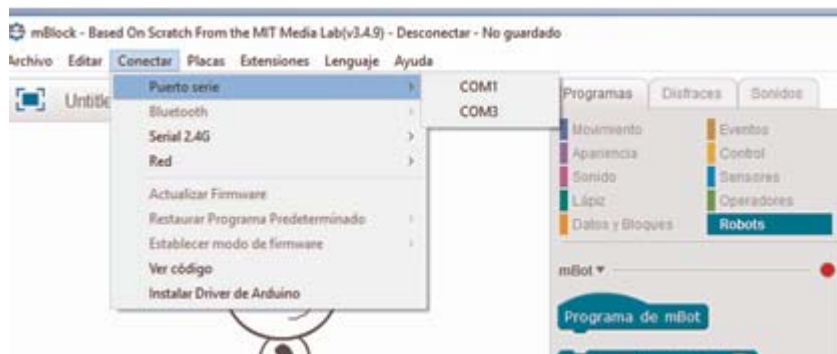 mBlock - Based On Scratch From the MIT Media Lab(v3.4.9) - Desconectar - No guardado
Archivo Editar Conectar Placas Extensiones Lenguaje Ayuda
Untitle
Puerto serie
COM1
COM3
Bluetooth
Serial 2.4G
Red
Actualizar Firmware
Restaurar Programa Predeterminado
Establecer modo de firmware
Ver código
Instalar Driver de Arduino
Programas Disfraces Sonidos
Movimiento Eventos
Apariencia Control
Sonido Sensores
Lápiz Operadores
Datos y Bloques Robots
mBot
Programa de mBot